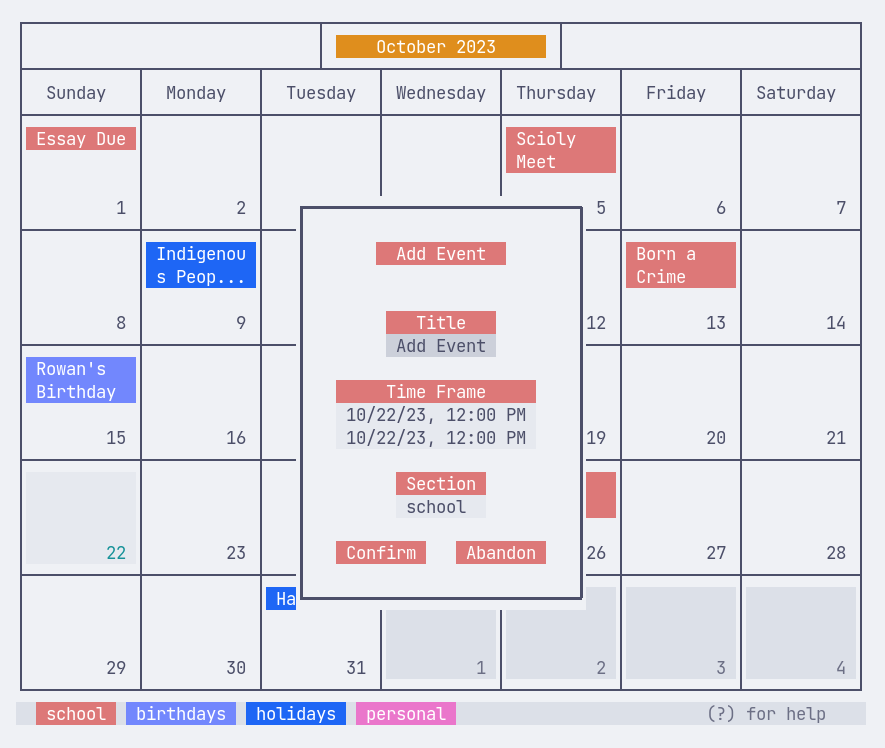 October 2023
Sunday Monday Tuesday Wednesday Thursday Friday Saturday
Essay Due
Scioly
Meet
1 2 5 6 7
Indigenou
s Peop...
Born a
Crime
8 9 12 13 14
Rowan's
Birthday
15 16 19 20 21
22 23 26 27 28
Ha
29 30 31 1 2 3 4
Add Event
Title
Add Event
Time Frame
10/22/23, 12:00 PM
10/22/23, 12:00 PM
Section
school
Confirm Abandon
school birthdays holidays personal (?) for help